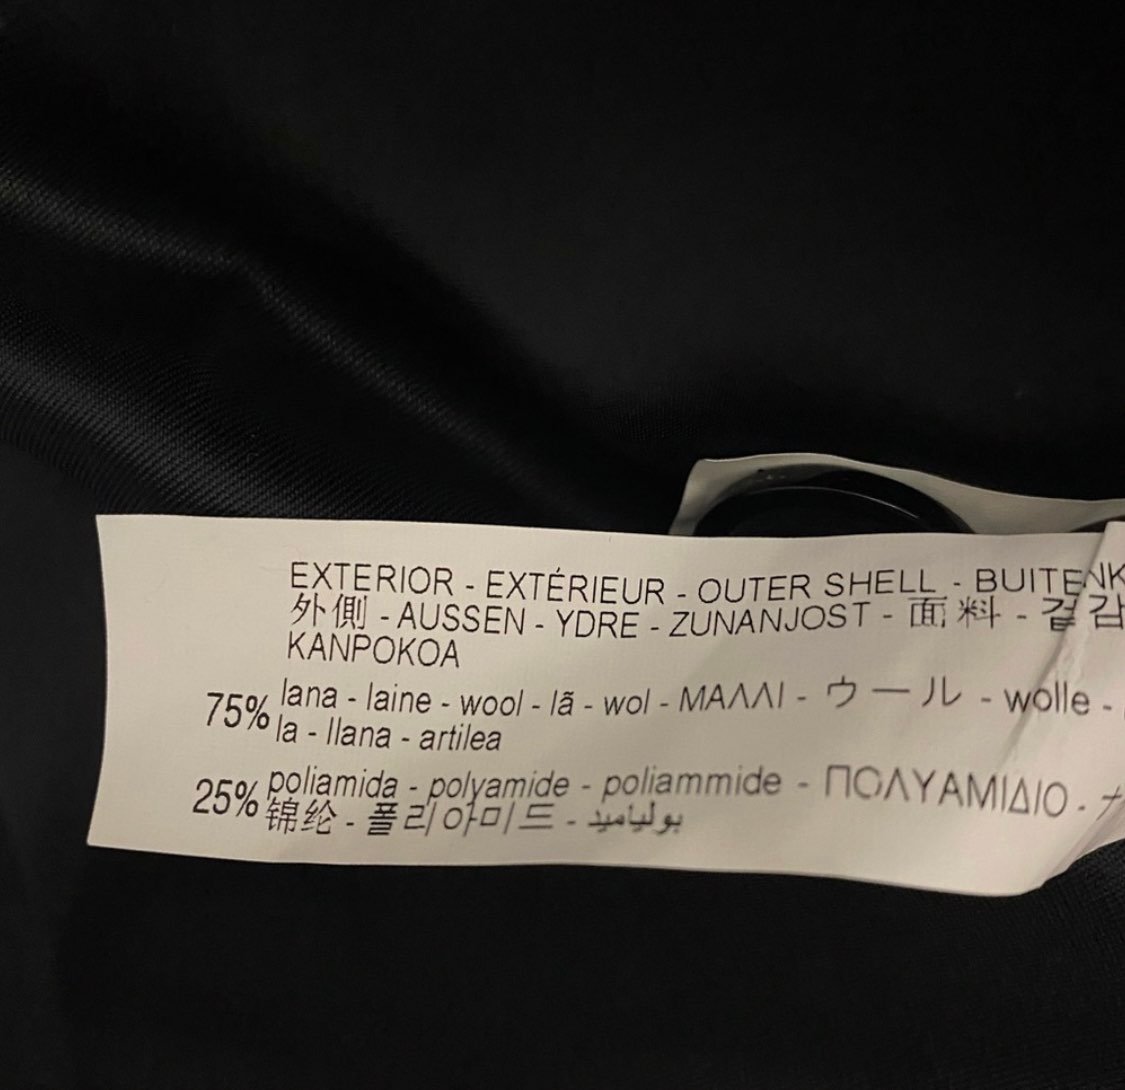 EXTERIOR - EXTÉRIEUR - OUTER SHELL - BUITENK
外側 - AUSSEN - YDRE - ZUNANJOST - 面料 - 겉감
KANPOKOA
75% lana - laine - wool - lã - wol - ΜΑΛΛΙ - ウール - wolle -
la - llana - artilea
25% poliamida - polyamide - poliammide - ΠΟΛΥΑΜΙΔΙΟ -
锦纶 - 폴리아미드 - بولياميد